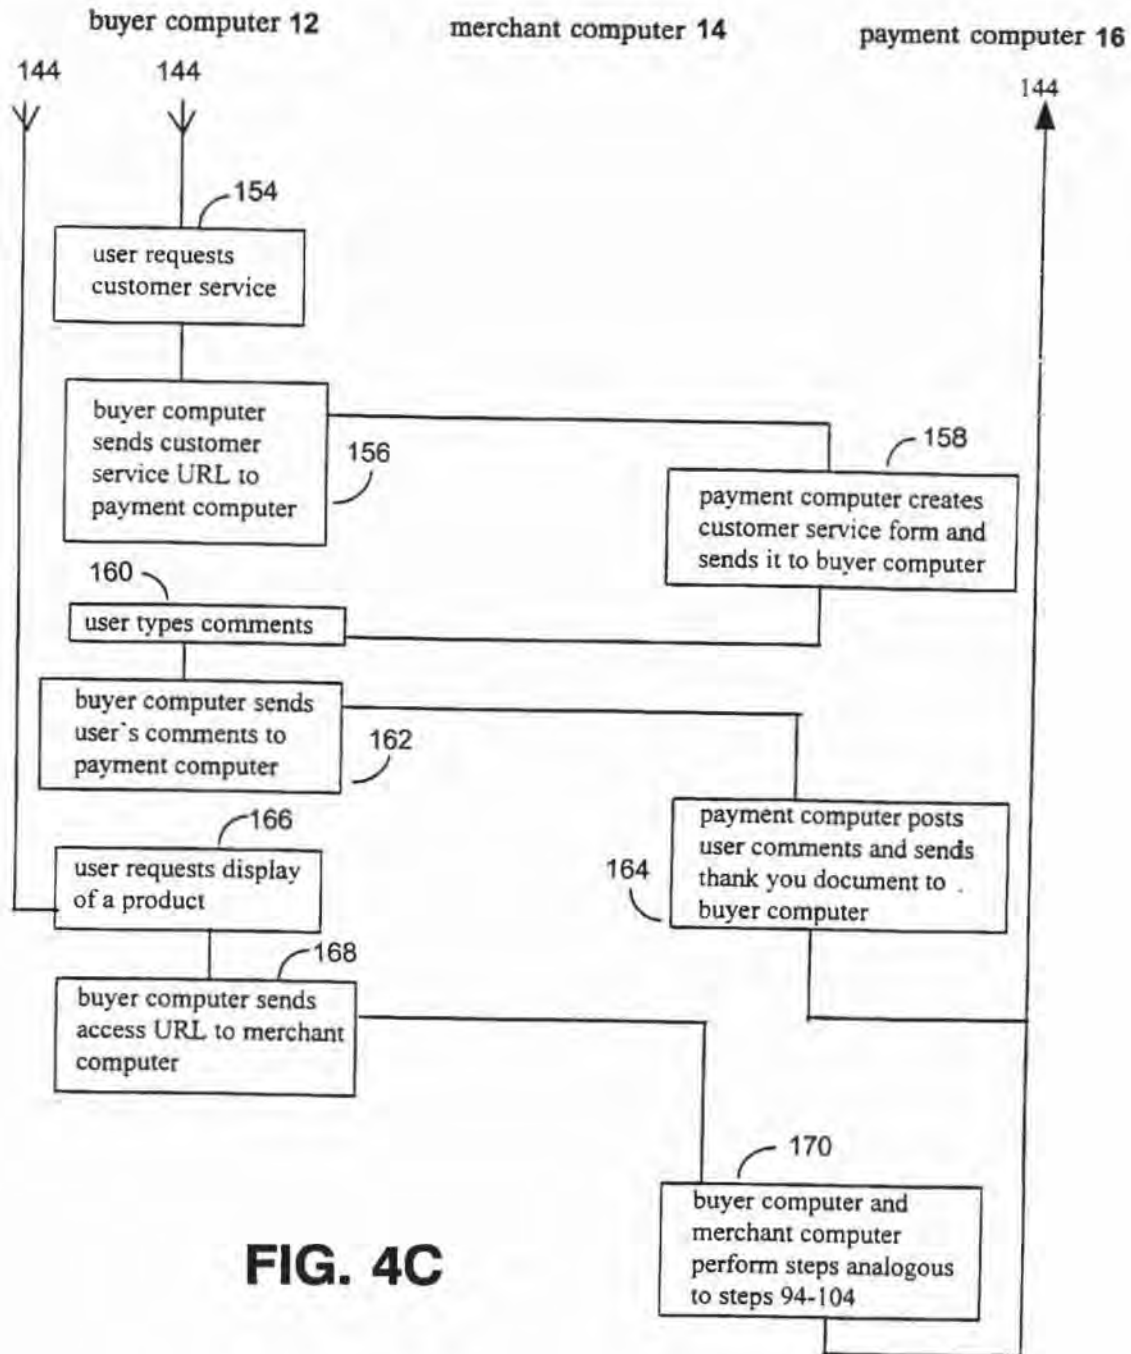 buyer computer 12
merchant computer 14
payment computer 16
144
144
144
154
user requests
customer service
buyer computer
sends customer
service URL to
payment computer
156
158
payment computer creates
customer service form and
sends it to buyer computer
160
user types comments
buyer computer sends
user`s comments to
payment computer
162
payment computer posts
user comments and sends
thank you document to
buyer computer
164
166
user requests display
of a product
168
buyer computer sends
access URL to merchant
computer
170
buyer computer and
merchant computer
perform steps analogous
to steps 94-104
FIG. 4C